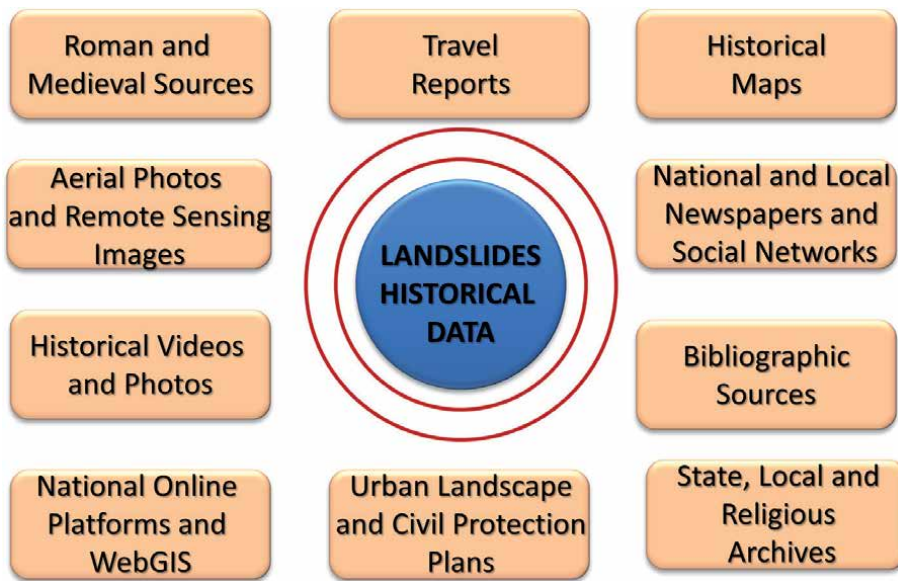 Roman and
Medieval Sources
Travel
Reports
Historical
Maps
Aerial Photos
and Remote Sensing
Images
LANDSLIDES
HISTORICAL
DATA
National and Local
Newspapers and
Social Networks
Historical Videos
and Photos
Bibliographic
Sources
National Online
Platforms and
WebGIS
Urban Landscape
and Civil Protection
Plans
State, Local and
Religious
Archives